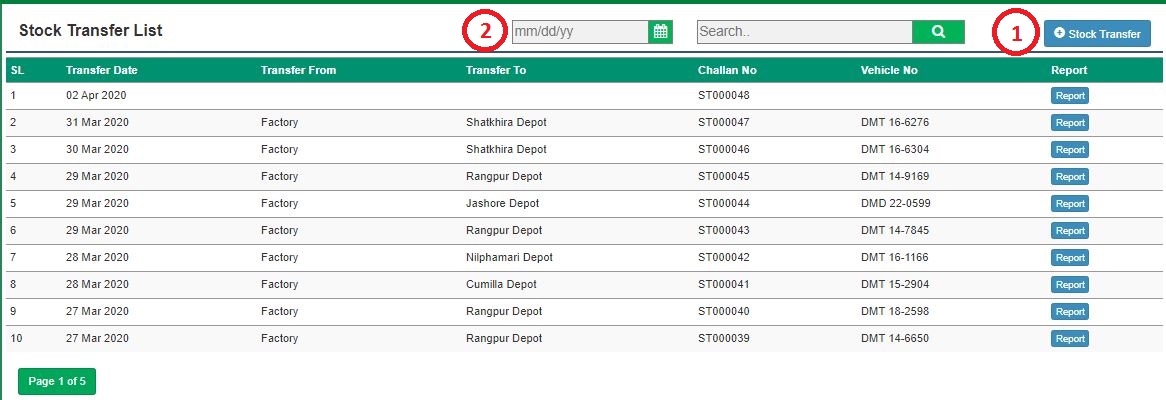 Stock Transfer List 2 mm/dd/yy Search.. 1 Stock Transfer
SL Transfer Date Transfer From Transfer To Challan No Vehicle No Report
1 02 Apr 2020 ST000048 Report
2 31 Mar 2020 Factory Shatkhira Depot ST000047 DMT 16-6276 Report
3 30 Mar 2020 Factory Shatkhira Depot ST000046 DMT 16-6304 Report
4 29 Mar 2020 Factory Rangpur Depot ST000045 DMT 14-9169 Report
5 29 Mar 2020 Factory Jashore Depot ST000044 DMD 22-0599 Report
6 29 Mar 2020 Factory Rangpur Depot ST000043 DMT 14-7845 Report
7 28 Mar 2020 Factory Nilphamari Depot ST000042 DMT 16-1166 Report
8 28 Mar 2020 Factory Cumilla Depot ST000041 DMT 15-2904 Report
9 27 Mar 2020 Factory Rangpur Depot ST000040 DMT 18-2598 Report
10 27 Mar 2020 Factory Rangpur Depot ST000039 DMT 14-6650 Report
Page 1 of 5